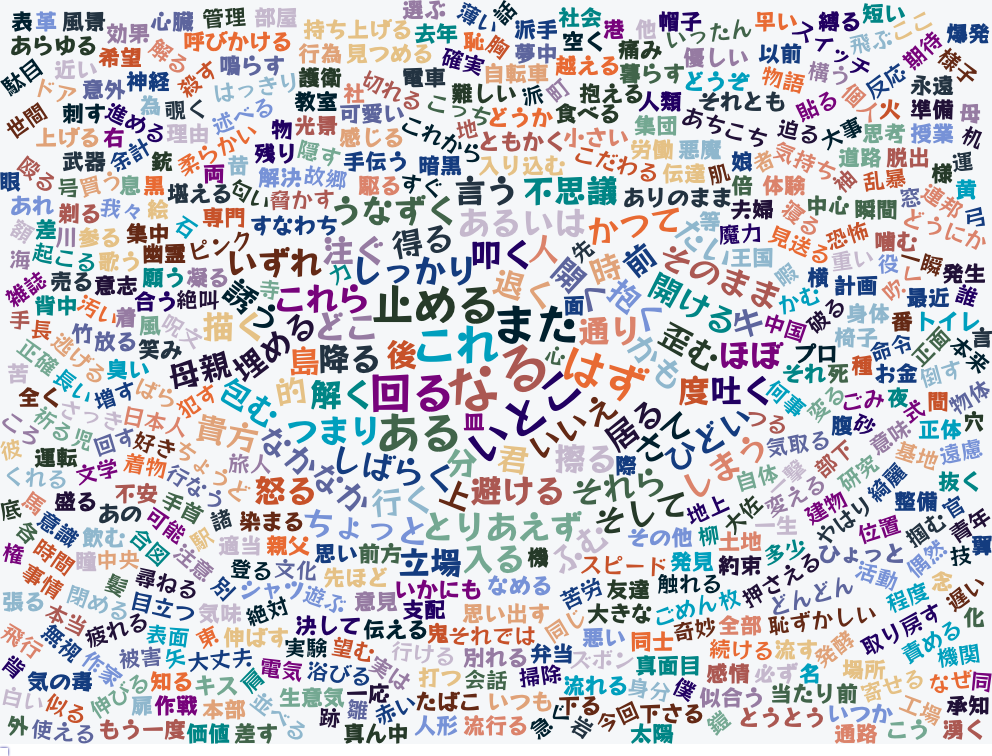 表 革 風景 心臓 管理 部屋 持ち上げる 選ぶ 薄い 話 派手 社会 港 他 帽子 早い 縛る 短い
あらゆる 効果 解る 呼びかける 去年 恥 胸 夢中 空く 痛み いったん スイッチ 飛ぶ ここ 爆発
駄目 近い 希望 殺す 鳴らす 行為 見つめる 確実 自転車 越える 暮らす 優しい 以前 期待 様子
ドア 意外 神経 はっきり 護衛 切れる 電車 難しい 派 町 抱える 人類 どうぞ 物語 横う 個 反応 永遠
世間 刺す 進める 為 覗く 述べる 教室 社 可愛い こっち どうか 食べる それとも 貼る 火 準備 母
上げる 右 理由 柔らかい 物 光景 感じる これから 地 ともかく 小さい 集団 あちこち 迫る 大事 思考 授業 机
殴る 武器 余計 銃 昔 残り 隠す 手伝う 暗黒 入り込む こだわる 労働 悪魔 娘 者 気持ち 道路 脱出 運
眼 号 買う 息 黒 両 解決 故郷 駆る すぐ 言う 不思議 伝達 肌 倍 体験 袖 乱暴 様 黄
あれ 剃る 我々 絵 堪える 匂い 脅かす うなずく あるいは かつて ありのまま 夫婦 中心 瞬間 窓 連邦 弓
弱 差 川 参る 集中 石 専門 すなわち 得る 叩く 人 先 だい 等 魔力 寝る 見送る 恐怖 噛む どうにか
海 起こる 歌う 幽霊 ピンク いずれ 注ぐ 力 しっかり 開く 時 前 そのまま 王国 暇 重い 役 一瞬 発生
雑誌 売る 意志 願う 凝る 誘う 寺 これら 止める 退く 面 抱く 開ける 牛 かむ 横 計画 最近 誰
手 背中 汚い 着 合う 絶叫 描く どこ また 通り かも 歪む 中国 破る 身体 番 トイレ
長 竹 放る 風 呪文 笑み 母親 埋める 島 降る 後 これ る 心 はず ほぼ プロ 椅子 命令 正面 本来 言
正確 逃げる 臭い 的 解く 回る な 度 吐く それ 死 種 お金 倒す
苦 長い 増す ばら 犯す 包む 皿 いとこ 何事 変る ごみ 夜 式 間 物体
全く さっき 日本人 貴方 つまり ある いいえ 居る さて ひどい つる 腹 砂 正体 穴
ころ 祈る 児 回す 好き ちょうど なかなか しばらく 分 君 擦る 際 しまう 気取る 部下 意味 基地 遠慮
彼 運転 着物 行なう 旅人 行く 上 避ける それら 自体 一撃 研究 綺麗 抜く
くれる 文学 不安 手首 怒る そして 地上 大佐 変える 建物 整備 官
底 馬 盛る あの 可能 諸 染まる ちょっと とりあえず その他 柳 一生 やはり 位置 掴む 青年
各 意識 飲む 合図 注意 駅 適当 親父 思い 前方 立場 入る 機 ふむ 土地 多少 ひょっと 偶然 技 翼
権 時間 瞳 中央 登る 文化 先ほど いかにも なめる スピード 発見 約束 押さえる 活動 念
事情 髪 尋ねる 別 シャツ 遊ぶ 意見 支配 思い出す 苦労 友達 触れる どんどん 程度 遅い
張る 本当 閉める 目立つ 気味 絶対 決して 伝える 鬼 それでは 同じ 大きな ごめん 枚 奇妙 全部 恥ずかしい 取り戻す 化
飛行 無視 疲れる 表面 東 伸ばす 実験 望む 行ける 別れる 弁当 悪い 同士 続ける 流す 発酵 責める 機関
背 作家 被害 矢 大丈夫 電気 浴びる 実は 打つ 会話 掃除 ズボン 真面目 感情 必ず 名 場所 なぜ 同
気の毒 伸びる 知る キス 肩 生意気 一応 たばこ いつも 流れる 身分 僕 似合う 当たり前 寄せる 承知
白い 似る 扉 作戦 本部 並べる 跡 雛 赤い 人形 流行る 急 下る 今回 下さる 鎧 とうとう いつか 工場
外 使える もう一度 価値 差す 真ん中 岩 太陽 通路 こう 湧く